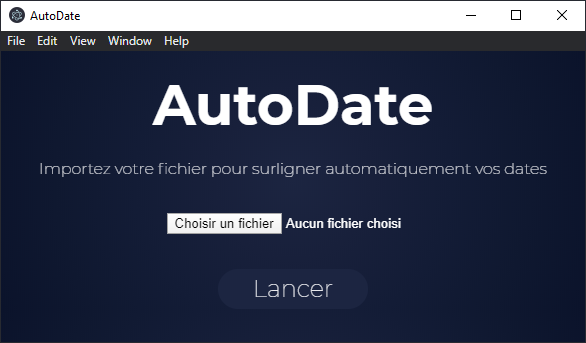 AutoDate
File Edit View Window Help
AutoDate
Importez votre fichier pour surligner automatiquement vos dates
Choisir un fichier Aucun fichier choisi
Lancer